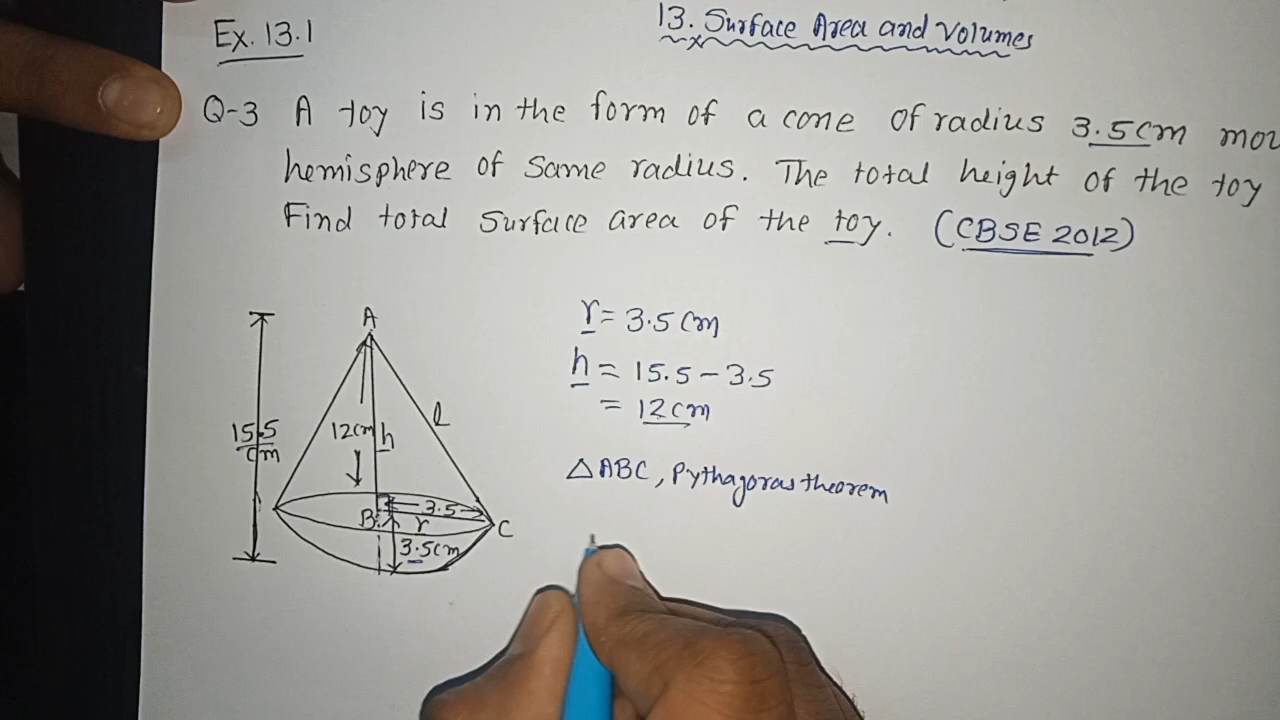 Ex. 13.1
13. Surface Area and Volumes
Q-3 A toy is in the form of a cone of radius 3.5cm
hemisphere of same radius. The total height of the toy
Find total surface area of the toy. (CBSE 2012)
A
15.5
cm
12cm h
l
3.5
B r C
3.5cm
r = 3.5 cm
h = 15.5 - 3.5
= 12cm
△ABC, Pythagoras theorem